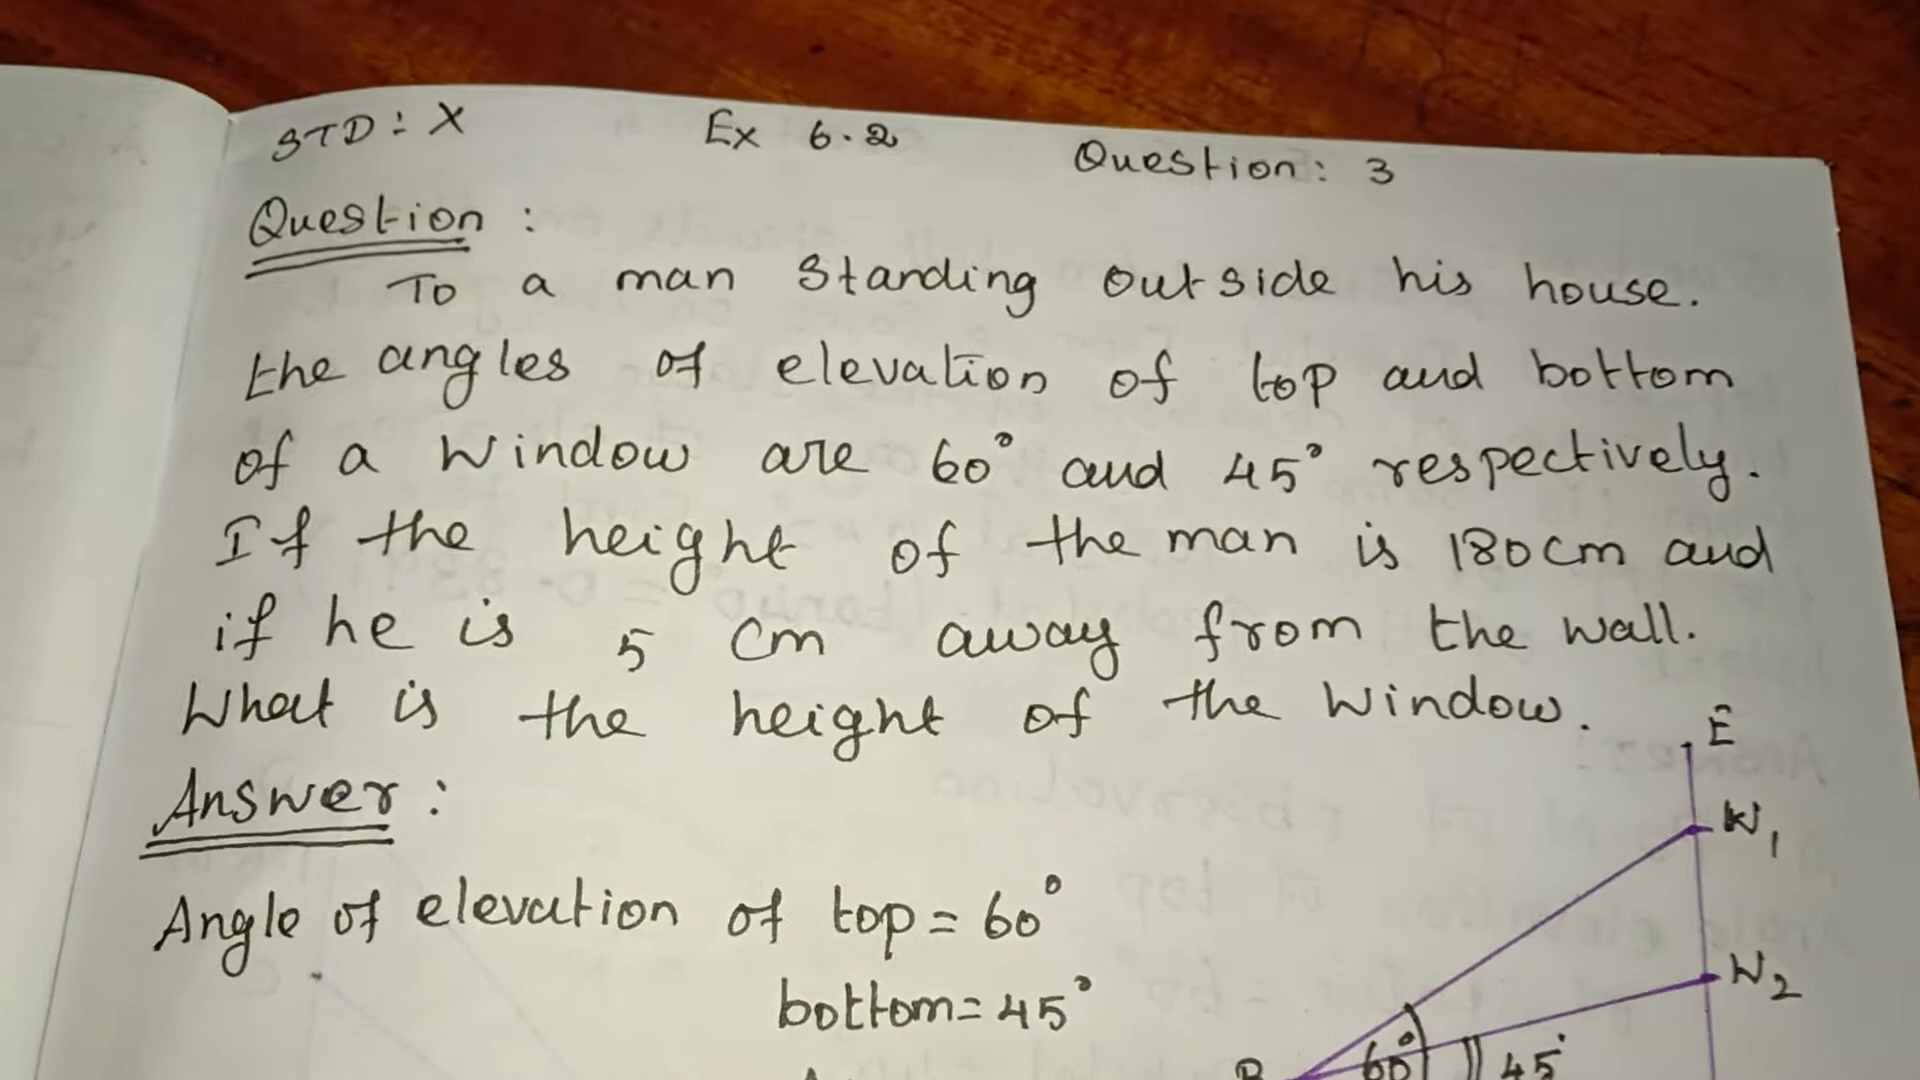 STD: X Ex 6.2 Question: 3
Question :
To a man Standing outside his house.
the angles of elevation of top and bottom
of a Window are 60° and 45° respectively.
If the height of the man is 180cm and
if he is 5 cm away from the wall.
What is the height of the Window.
E
W1
Answer :
Angle of elevation of top = 60°
W2
bottom = 45°
60° 45°